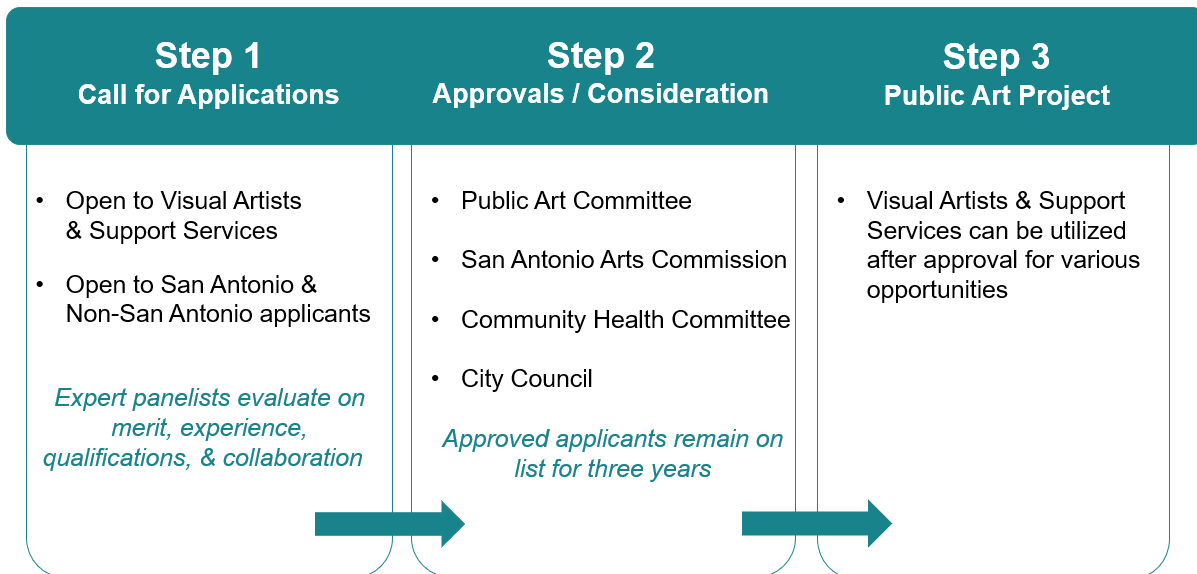 Step 1
Call for Applications
• Open to Visual Artists
& Support Services
• Open to San Antonio &
Non-San Antonio applicants
Expert panelists evaluate on
merit, experience,
qualifications, & collaboration
Step 2
Approvals / Consideration
• Public Art Committee
• San Antonio Arts Commission
• Community Health Committee
• City Council
Approved applicants remain on
list for three years
Step 3
Public Art Project
• Visual Artists & Support
Services can be utilized
after approval for various
opportunities